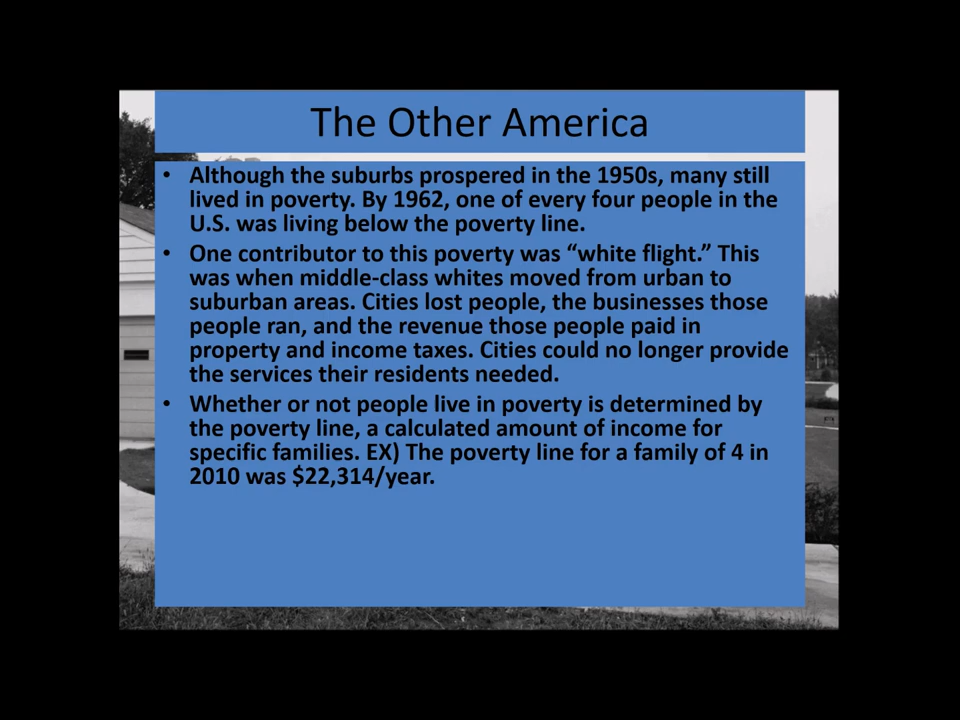 The Other America
• Although the suburbs prospered in the 1950s, many still
lived in poverty. By 1962, one of every four people in the
U.S. was living below the poverty line.
• One contributor to this poverty was “white flight.” This
was when middle-class whites moved from urban to
suburban areas. Cities lost people, the businesses those
people ran, and the revenue those people paid in
property and income taxes. Cities could no longer provide
the services their residents needed.
• Whether or not people live in poverty is determined by
the poverty line, a calculated amount of income for
specific families. EX) The poverty line for a family of 4 in
2010 was $22,314/year.